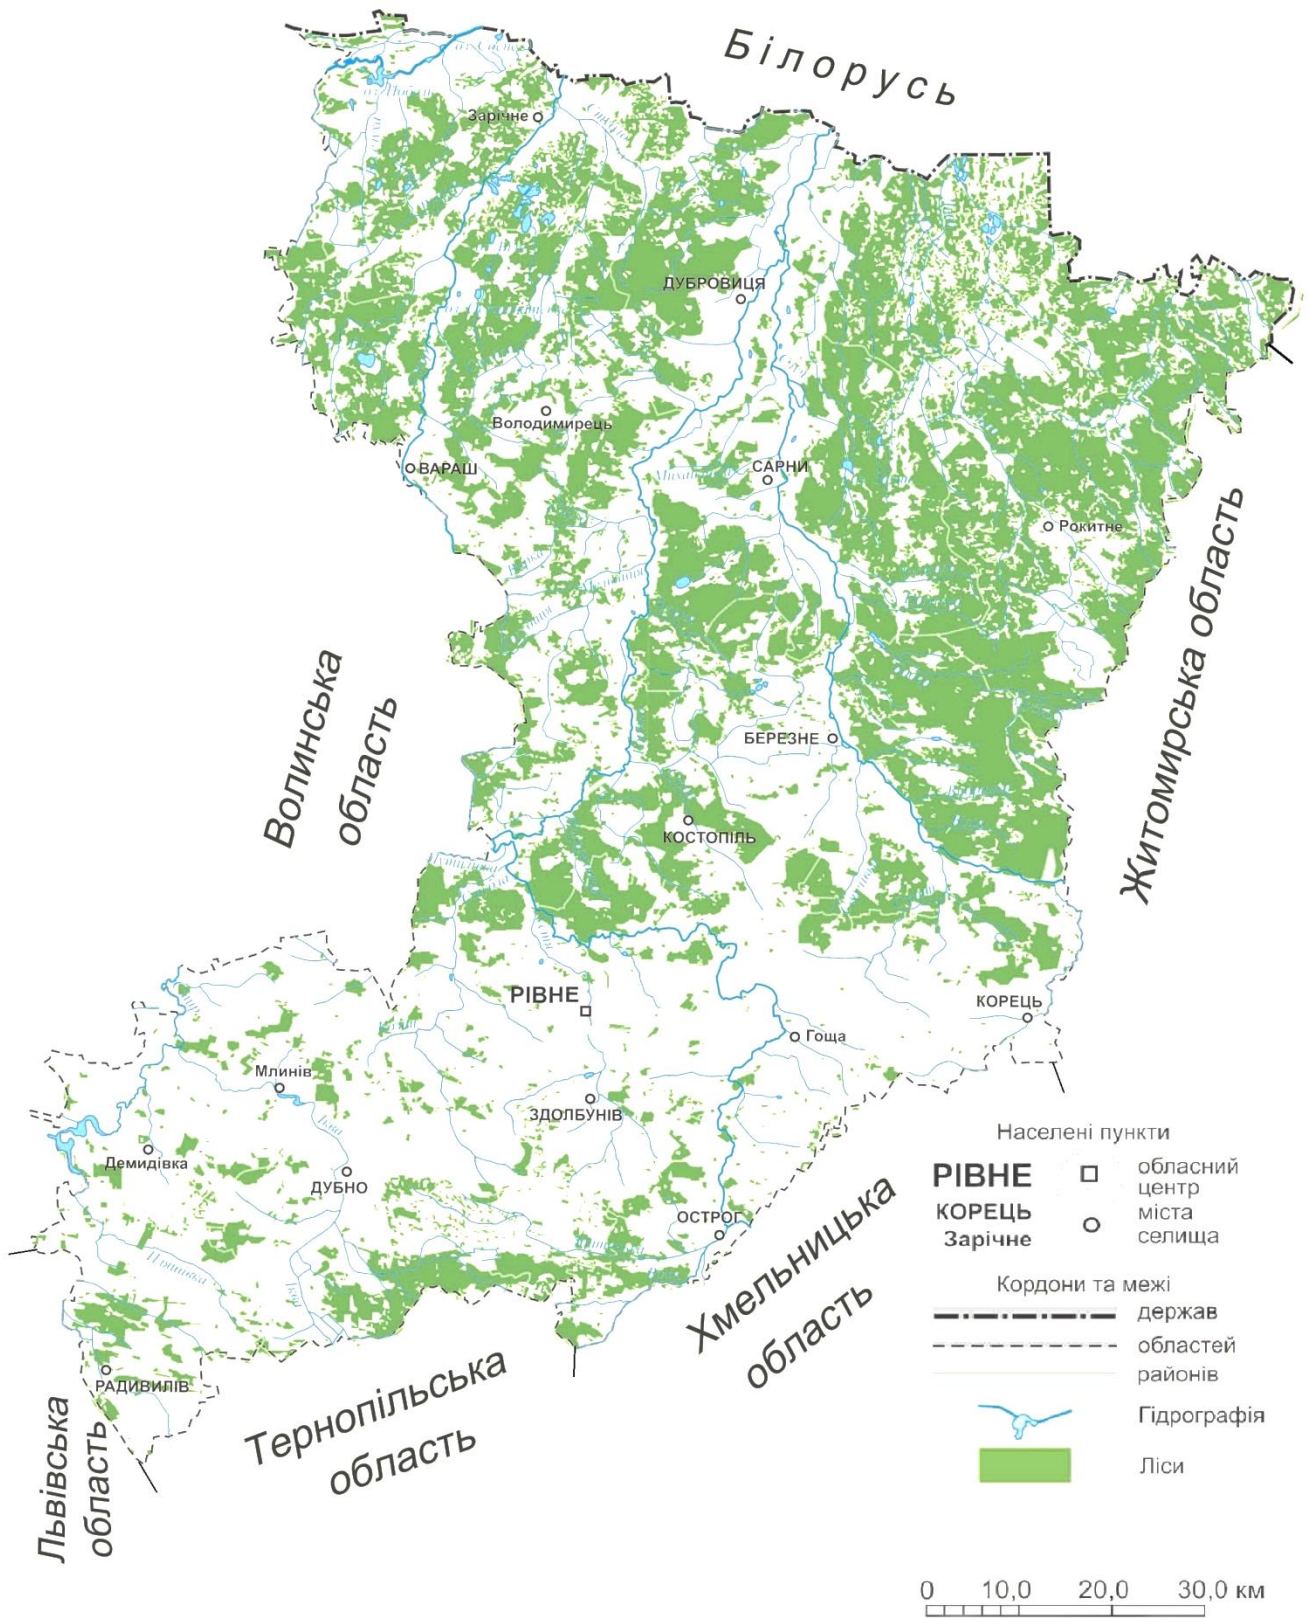 Білорусь
Зарічне
ДУБРОВИЦЯ
Володимирець
ВАРАШ
САРНИ
Рокитне
Житомирська область
Волинська
область
БЕРЕЗНЕ
КОСТОПІЛЬ
РІВНЕ
КОРЕЦЬ
Гоща
Млинів
ЗДОЛБУНІВ
Демидівка
ДУБНО
ОСТРОГ
Хмельницька
область
РАДИВИЛІВ
Тернопільська
область
Львівська
область
Населені пункти
РІВНЕ
обласний
центр
КОРЕЦЬ
міста
Зарічне
селища
Кордони та межі
держав
областей
районів
Гідрографія
Ліси
0 10,0 20,0 30,0 км